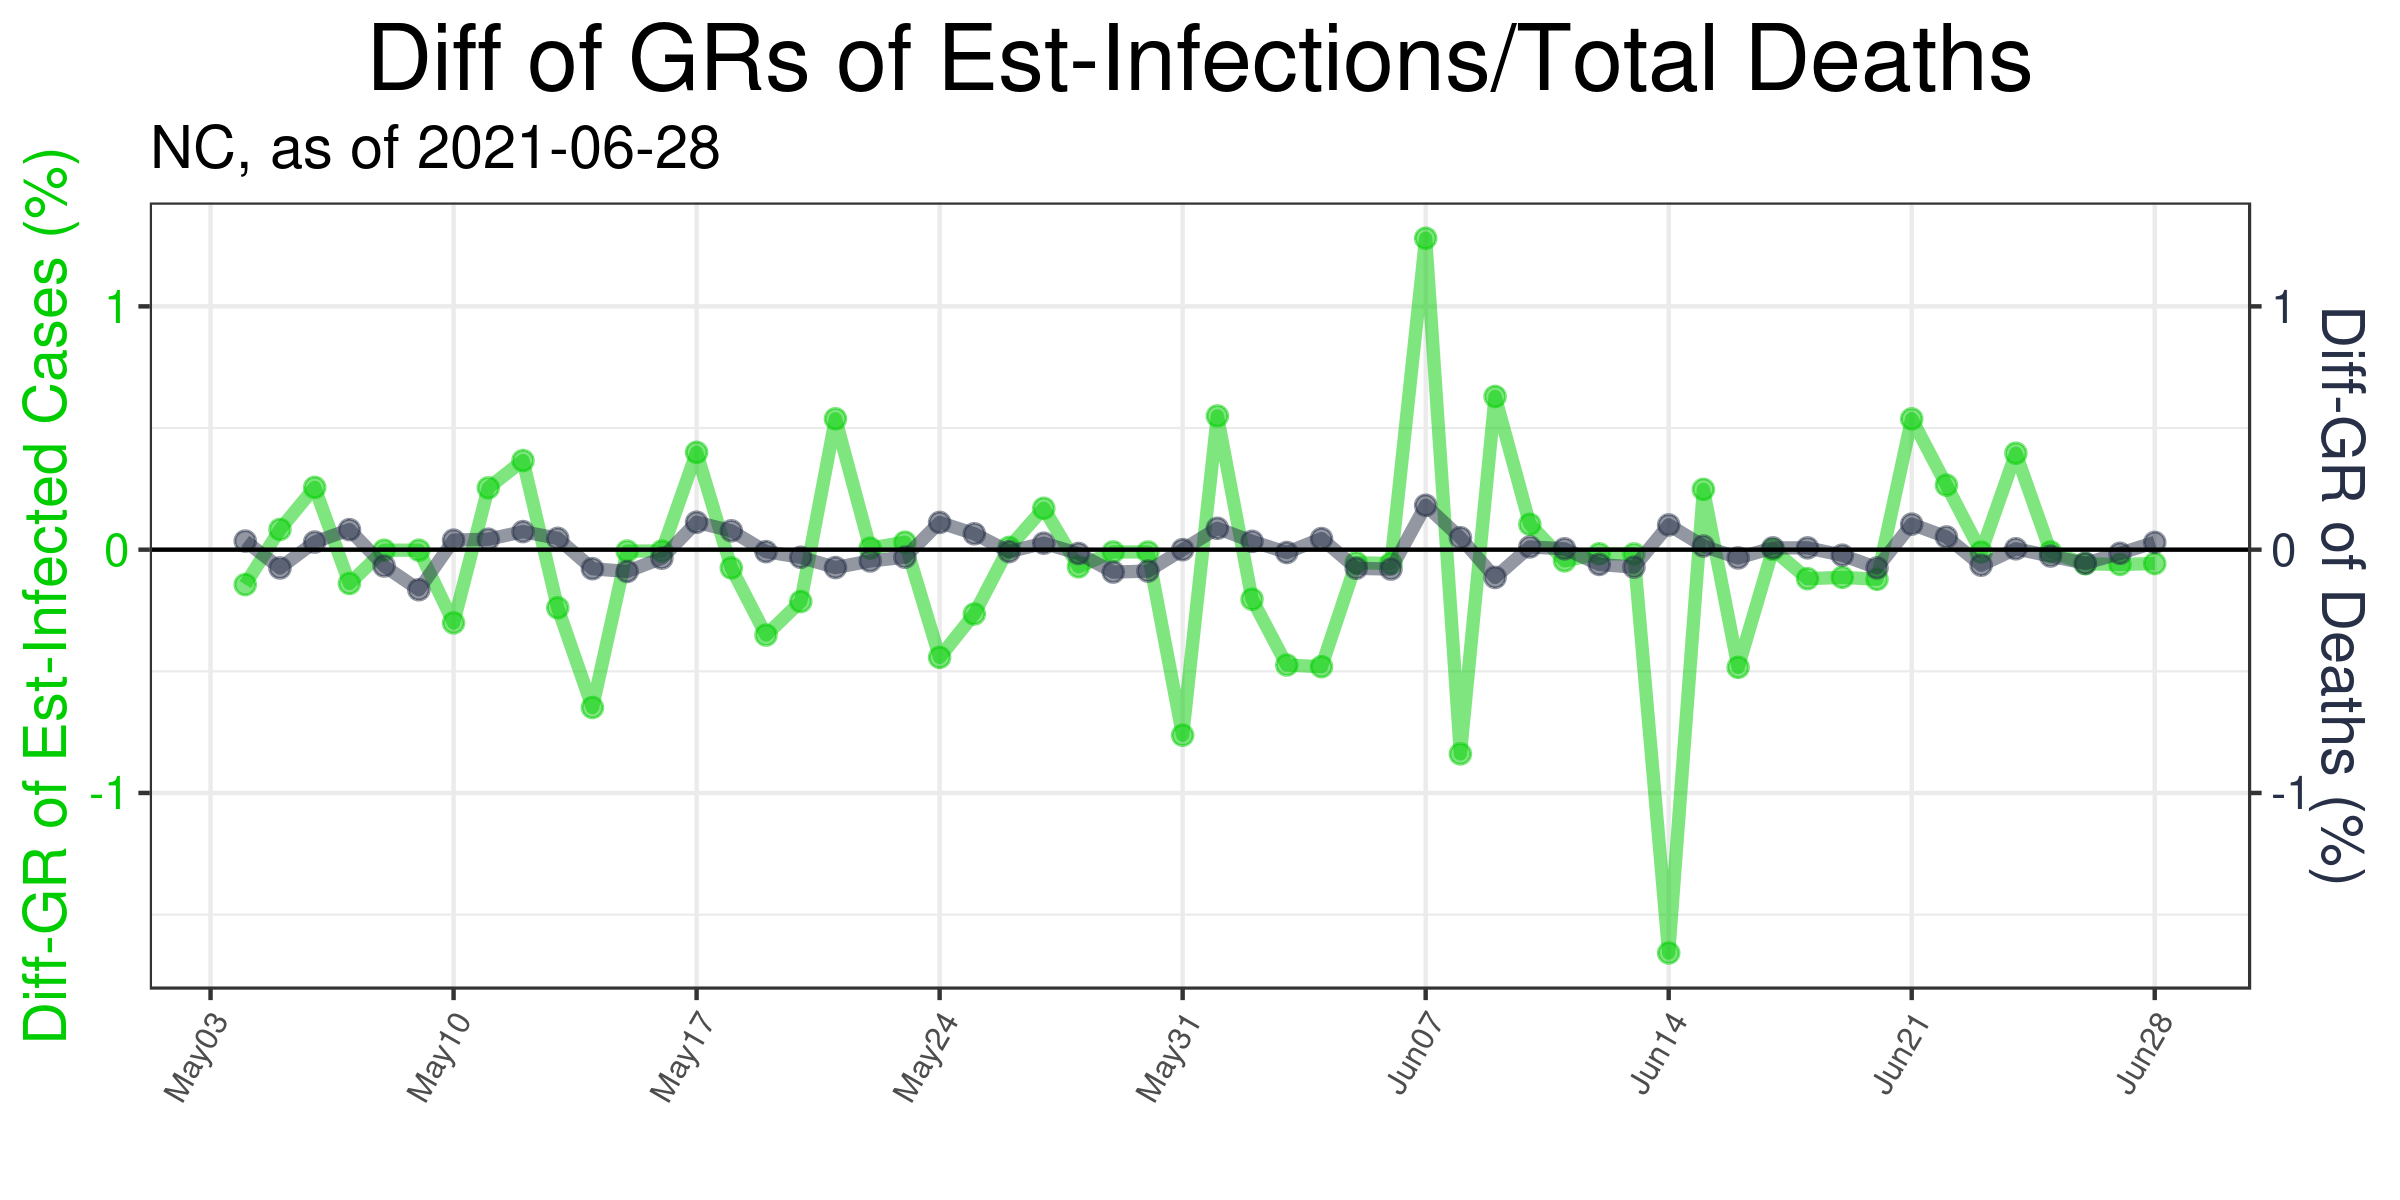 Diff of GRs of Est-Infections/Total Deaths
NC, as of 2021-06-28
Diff-GR of Est-Infected Cases (%)
1
0
-1
1
0
-1
Diff-GR of Deaths (%)
May03
May10
May17
May24
May31
Jun07
Jun14
Jun21
Jun28